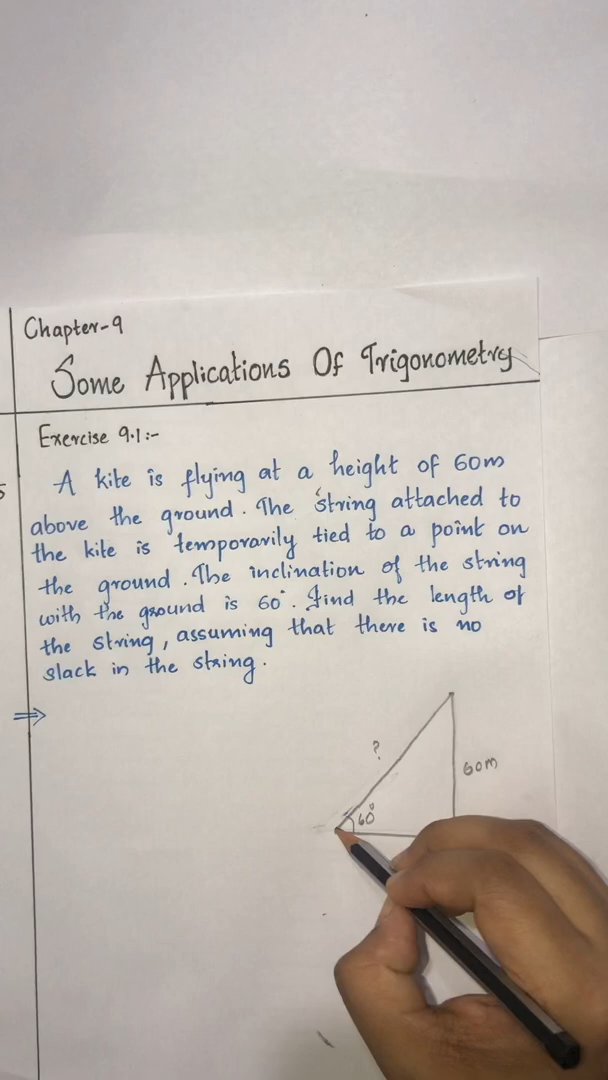 Chapter-9
Some Applications Of Trigonometry
Exercise 9.1:-
5
A kite is flying at a height of 60m
above the ground. The string attached to
the kite is temporarily tied to a point on
the ground. The inclination of the string
with the ground is 60°. Find the length of
the string, assuming that there is no
slack in the string.
⇒
?
60m
60°